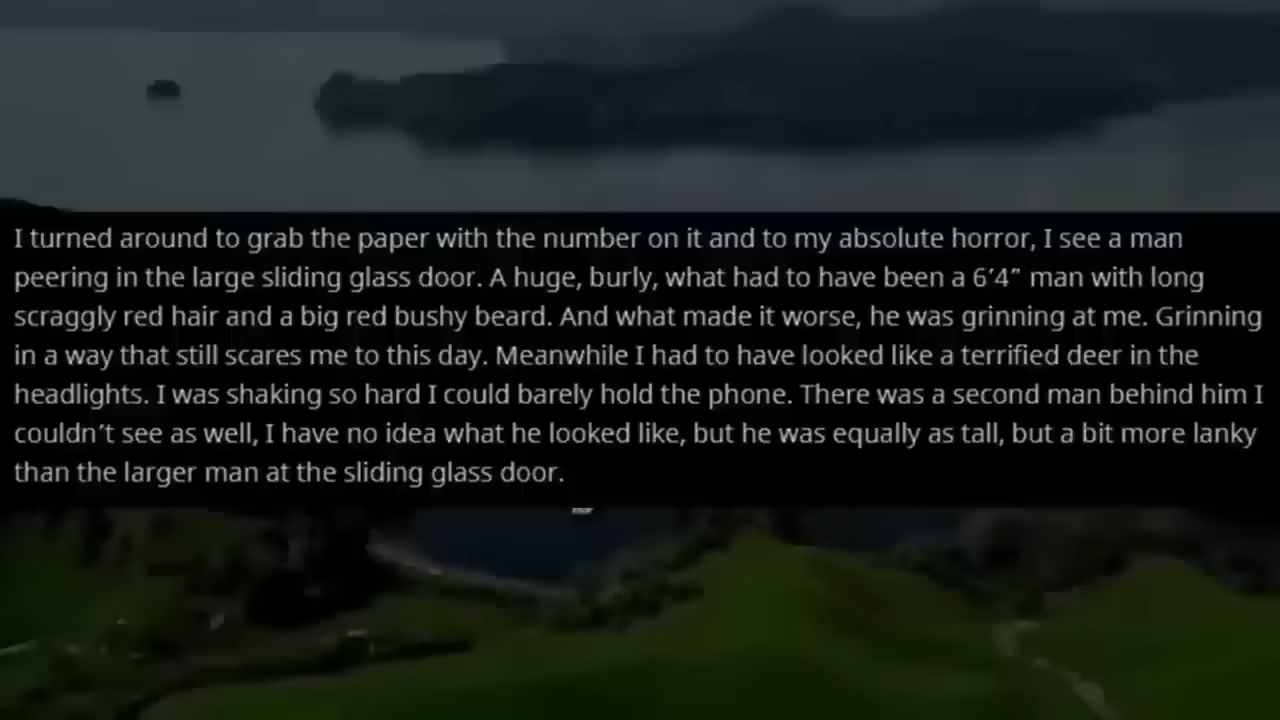 I turned around to grab the paper with the number on it and to my absolute horror, I see a man
peering in the large sliding glass door. A huge, burly, what had to have been a 6‘4” man with long
scraggly red hair and a big red bushy beard. And what made it worse, he was grinning at me. Grinning
in a way that still scares me to this day. Meanwhile I had to have looked like a terrified deer in the
headlights. I was shaking so hard I could barely hold the phone. There was a second man behind him I
couldn’t see as well, I have no idea what he looked like, but he was equally as tall, but a bit more lanky
than the larger man at the sliding glass door.